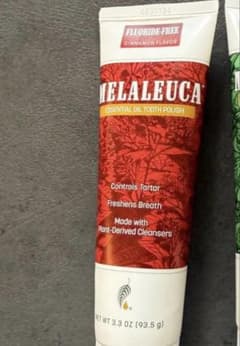 FLUORIDE-FREE
CINNAMON FLAVOR
MELALEUCA
ESSENTIAL OIL TOOTH POLISH
Controls Tartar
Freshens Breath
Made with
Plant-Derived Cleansers
NET WT 3.3 OZ (93.5 g)